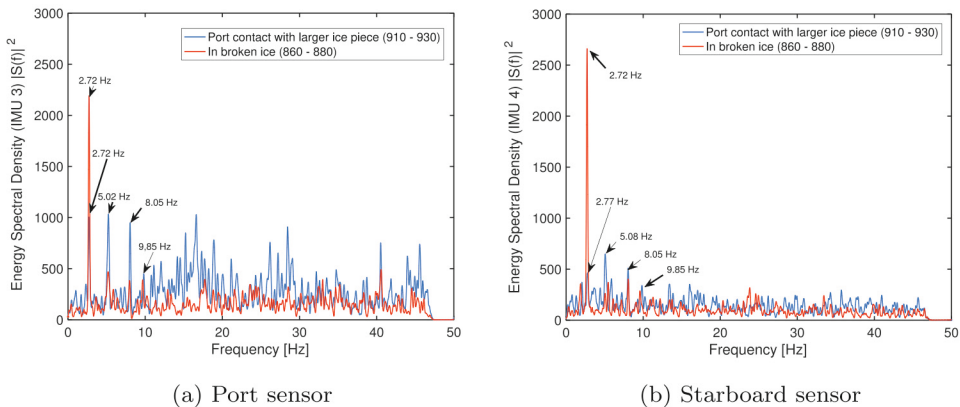 Energy Spectral Density (IMU 3) |S(f)| 2
3000
2500
2000
1500
1000
500
0
Port contact with larger ice piece (910 - 930)
In broken ice (860 - 880)
2.72 Hz
2.72 Hz
5.02 Hz
8.05 Hz
9.85 Hz
0 10 20 30 40 50
Frequency [Hz]
(a) Port sensor
Energy Spectral Density (IMU 4) |S(f)| 2
3000
2500
2000
1500
1000
500
0
Port contact with larger ice piece (910 - 930)
In broken ice (860 - 880)
2.72 Hz
2.77 Hz
5.08 Hz
8.05 Hz
9.85 Hz
0 10 20 30 40 50
Frequency [Hz]
(b) Starboard sensor